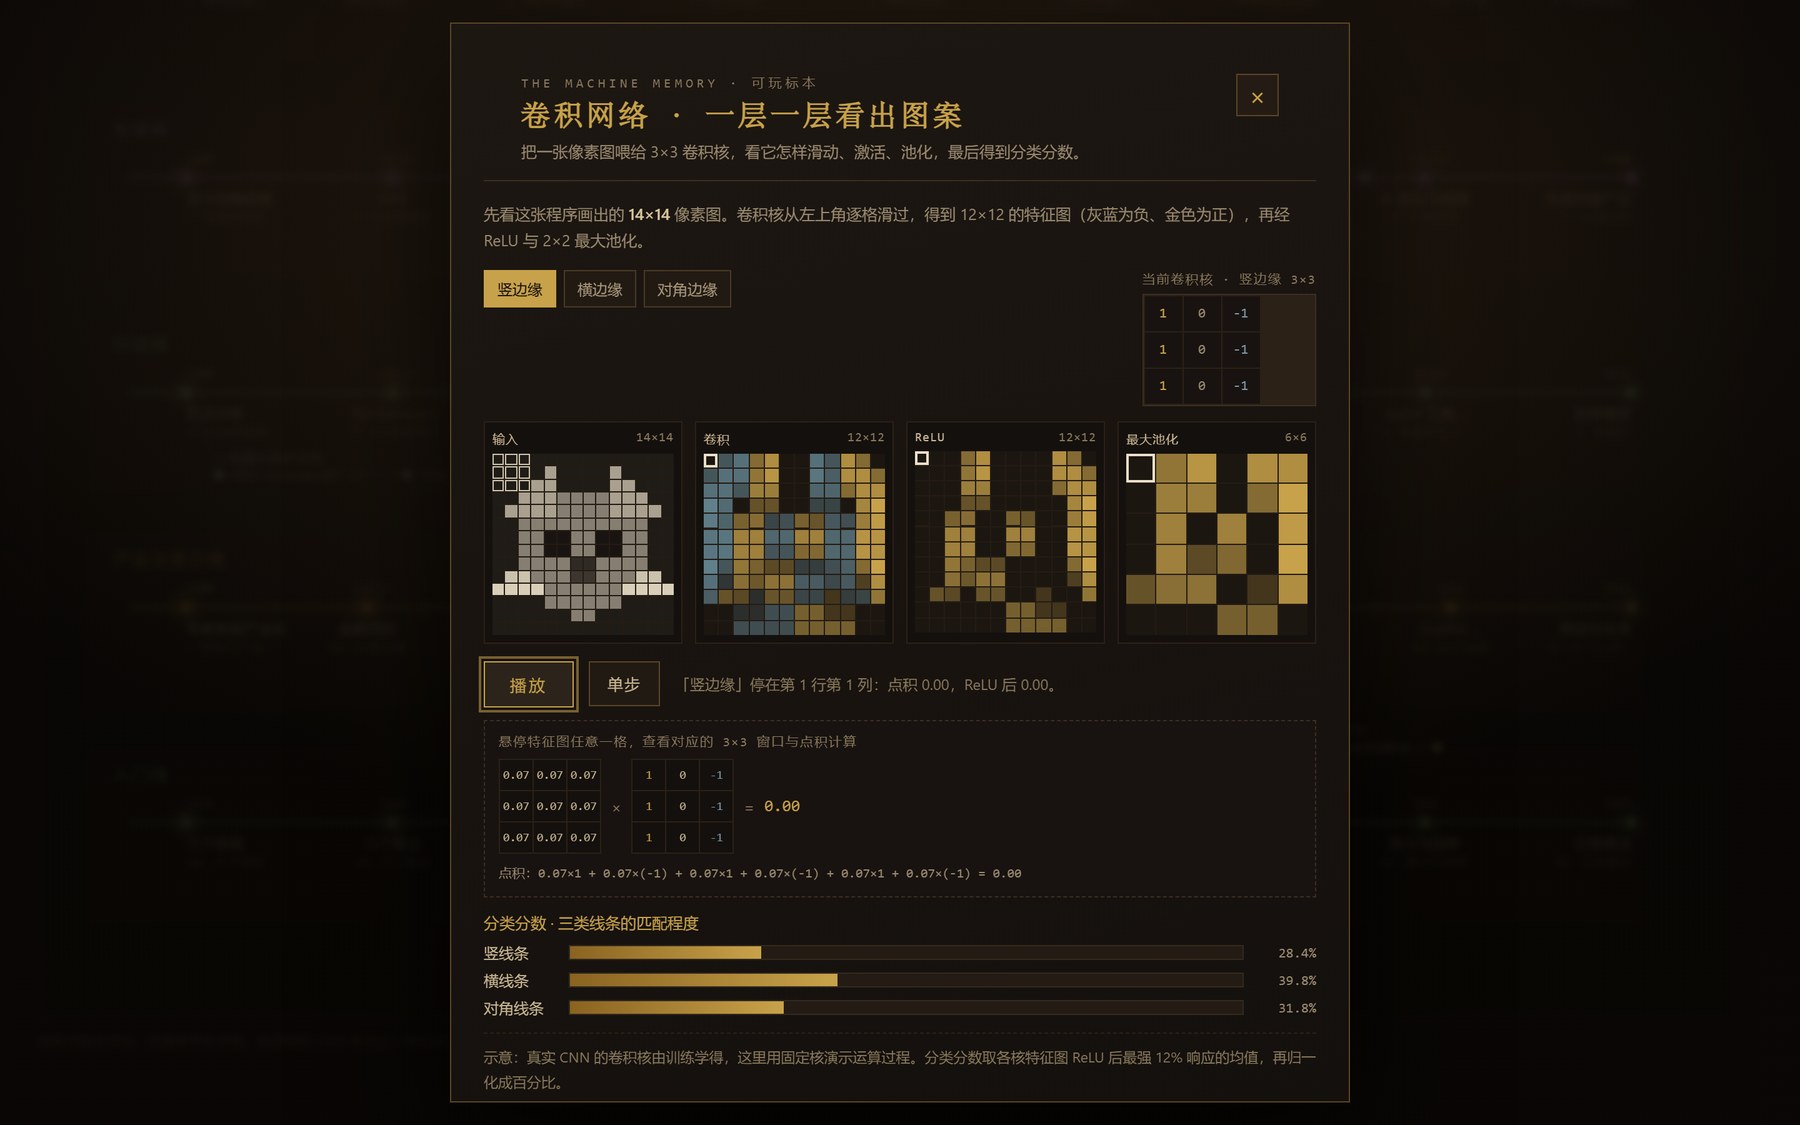 THE MACHINE MEMORY · 可玩标本
×
卷积网络 · 一层一层看出图案
把一张像素图喂给 3×3 卷积核，看它怎样滑动、激活、池化，最后得到分类分数。
先看这张程序画出的 14×14 像素图。卷积核从左上角逐格滑过，得到 12×12 的特征图（灰蓝为负、金色为正），再经
ReLU 与 2×2 最大池化。
竖边缘 横边缘 对角边缘
当前卷积核 · 竖边缘 3×3
1 0 -1
1 0 -1
1 0 -1
输入 14×14
卷积 12×12
ReLU 12×12
最大池化 6×6
播放 单步 「竖边缘」停在第 1 行第 1 列：点积 0.00，ReLU 后 0.00。
悬停特征图任意一格，查看对应的 3×3 窗口与点积计算
0.07 0.07 0.07 1 0 -1
0.07 0.07 0.07 × 1 0 -1 = 0.00
0.07 0.07 0.07 1 0 -1
点积：0.07×1 + 0.07×(-1) + 0.07×1 + 0.07×(-1) + 0.07×1 + 0.07×(-1) = 0.00
分类分数 · 三类线条的匹配程度
竖线条 28.4%
横线条 39.8%
对角线条 31.8%
示意：真实 CNN 的卷积核由训练学得，这里用固定核演示运算过程。分类分数取各核特征图 ReLU 后最强 12% 响应的均值，再归一
化成百分比。